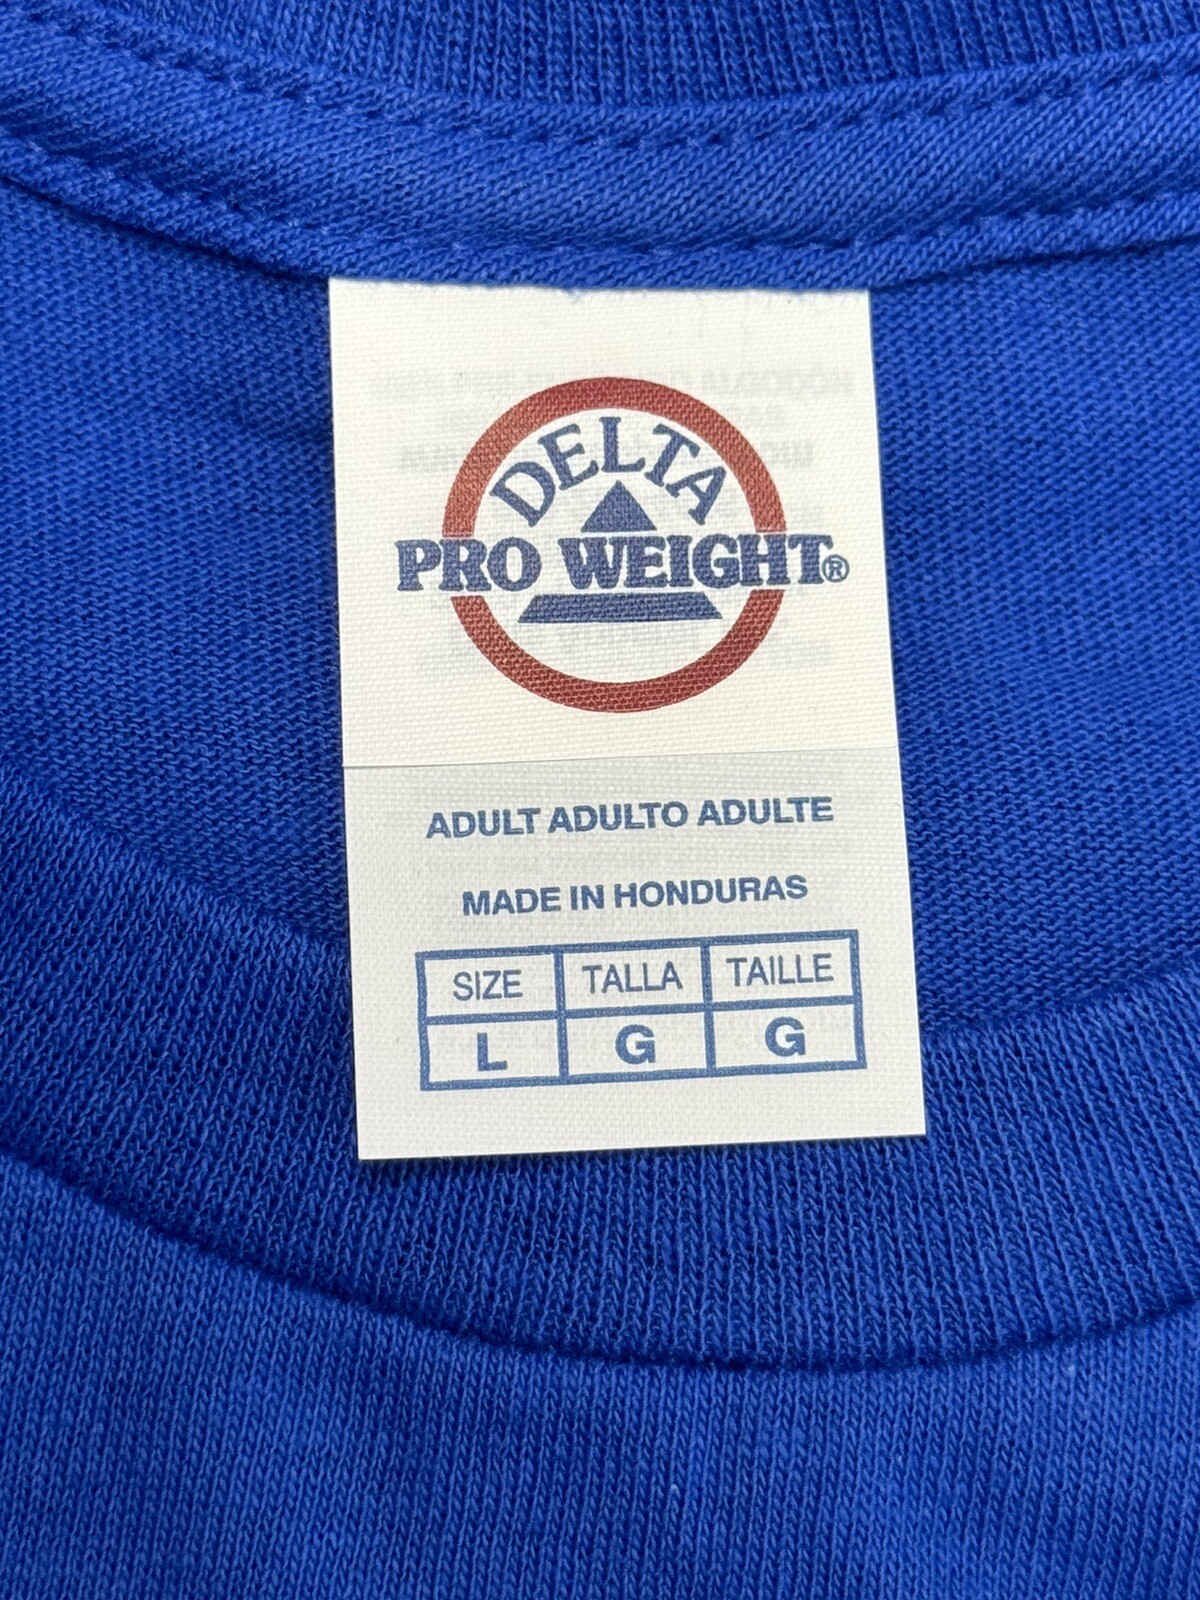 DELTA
PRO WEIGHT®
ADULT ADULTO ADULTE
MADE IN HONDURAS
SIZE TALLA TAILLE
L G G